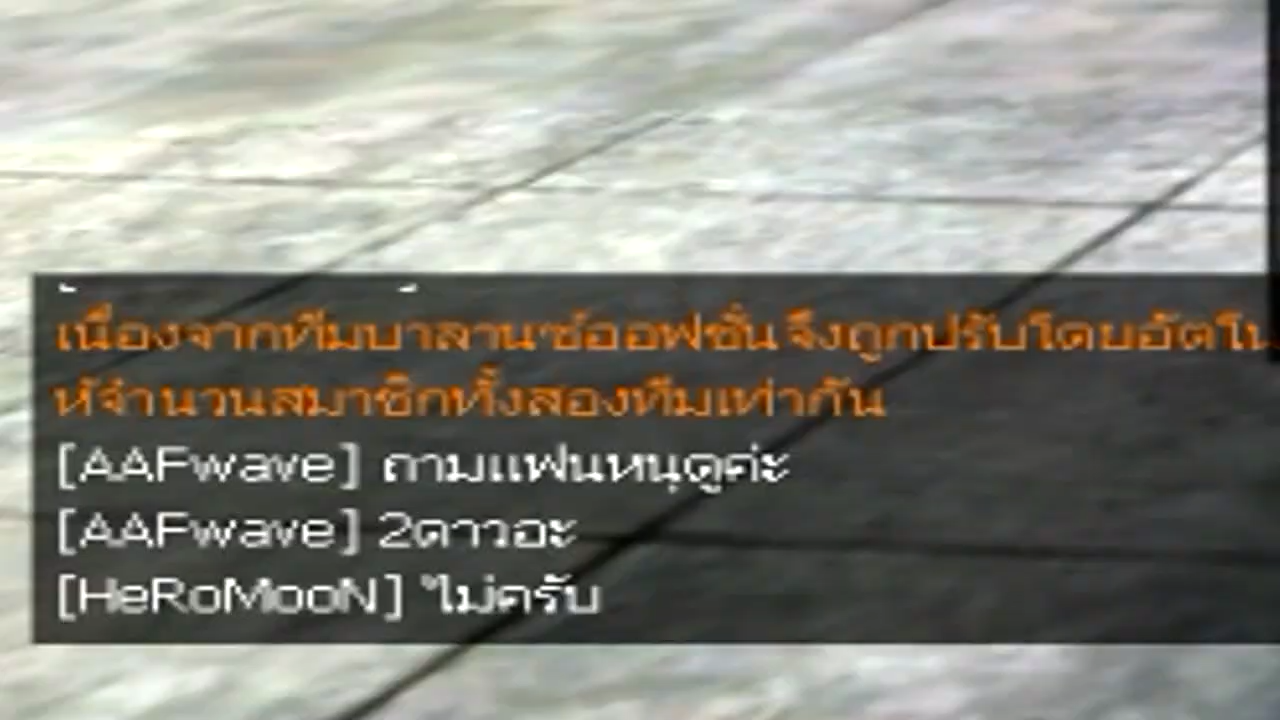 เนื่องจากทีมบาลานซ์ออฟชั่น จึงถูกปรับโดยอัตโน
ห้จำนวนสมาชิกทั้งสองทีมเท่ากัน
[AAFwave] ถามแฟนหนุดูค่ะ
[AAFwave] 2ดาวอะ
[HeRoMooN] ไม่ครับ